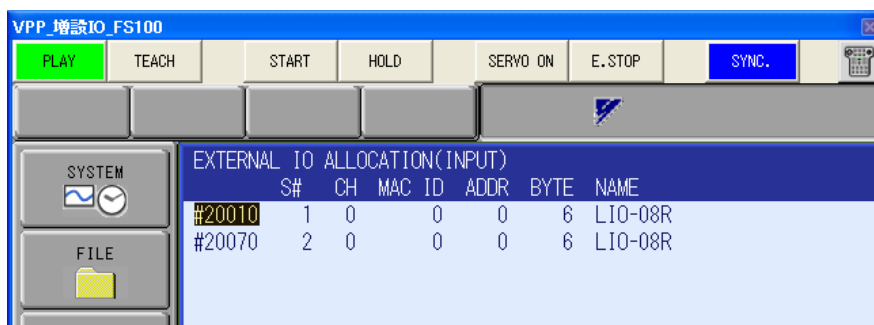 VPP_増設IO_FS100
PLAY TEACH START HOLD SERVO ON E.STOP SYNC.
SYSTEM
FILE
EXTERNAL IO ALLOCATION(INPUT)
S# CH MAC ID ADDR BYTE NAME
#20010 1 0 0 0 6 LIO-08R
#20070 2 0 0 0 6 LIO-08R